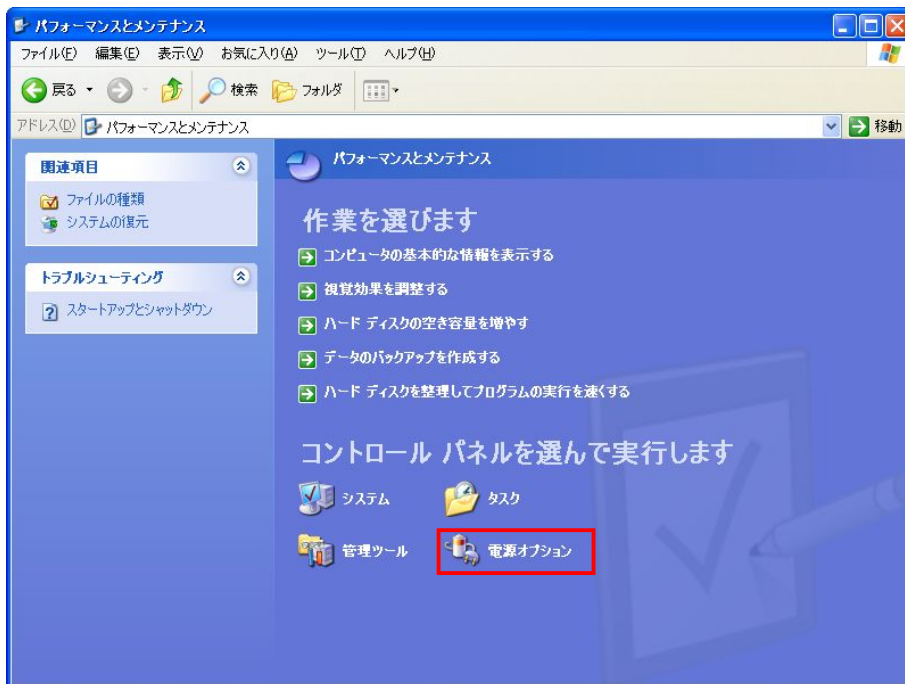 パフォーマンスとメンテナンス
ファイル(F) 編集(E) 表示(V) お気に入り(A) ツール(T) ヘルプ(H)
戻る 検索 フォルダ
アドレス(D) パフォーマンスとメンテナンス 移動
関連項目
ファイルの種類
システムの復元
トラブルシューティング
スタートアップとシャットダウン
パフォーマンスとメンテナンス
作業を選びます
コンピュータの基本的な情報を表示する
視覚効果を調整する
ハード ディスクの空き容量を増やす
データのバックアップを作成する
ハード ディスクを整理してプログラムの実行を速くする
コントロール パネルを選んで実行します
システム タスク
管理ツール 電源オプション